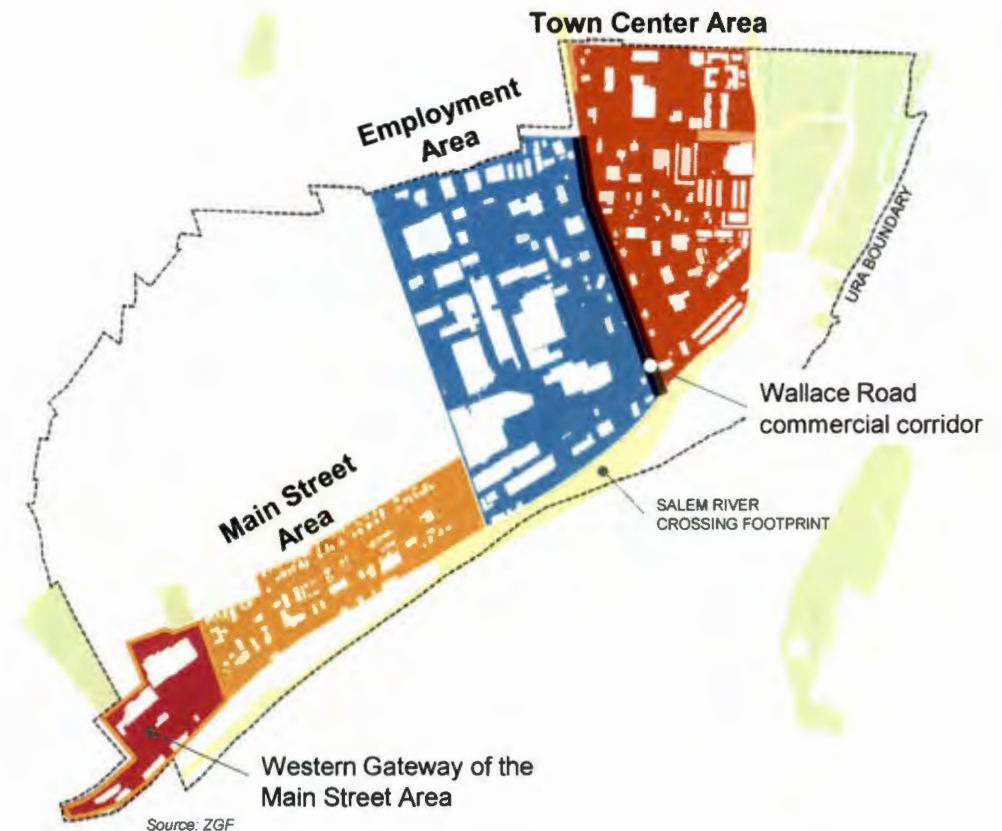 Town Center Area
Employment
Area
URA BOUNDARY
Wallace Road
commercial corridor
Main Street
Area
SALEM RIVER
CROSSING FOOTPRINT
Western Gateway of the
Main Street Area
Source: ZGF